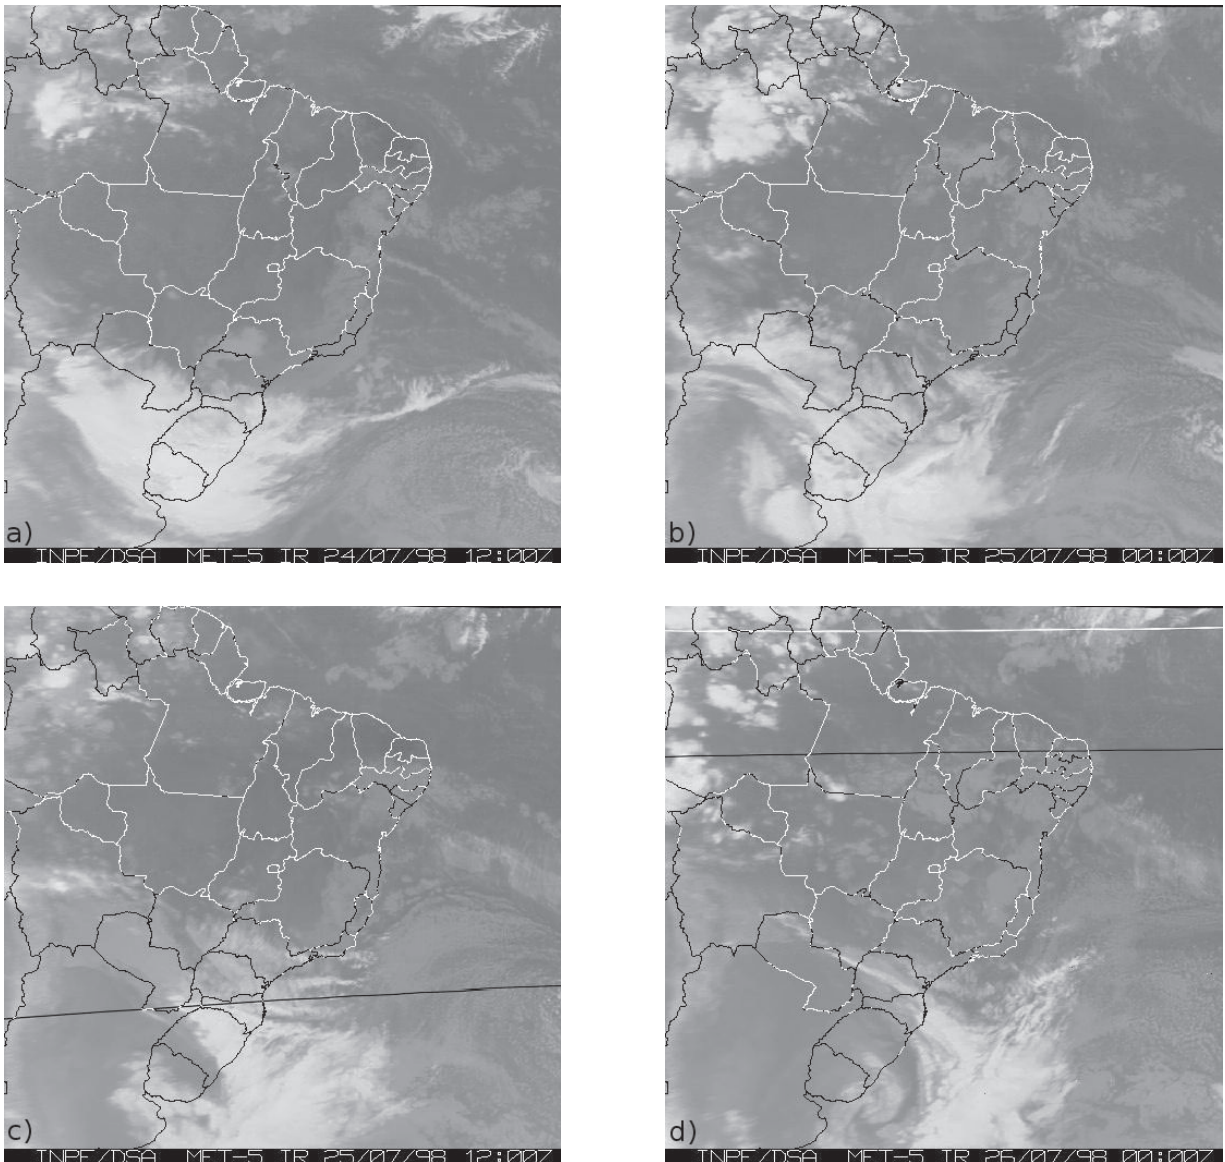 a)
INPE/DSA MET-5 IR 24/07/98 12:00Z
b)
INPE/DSA MET-5 IR 25/07/98 00:00Z
c)
INPE/DSA MET-5 IR 25/07/98 12:00Z
d)
INPE/DSA MET-5 IR 26/07/98 00:00Z